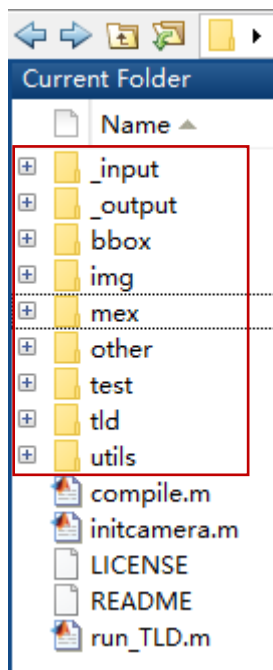 Current Folder
Name
_input
_output
bbox
img
mex
other
test
tld
utils
compile.m
initcamera.m
LICENSE
README
run_TLD.m